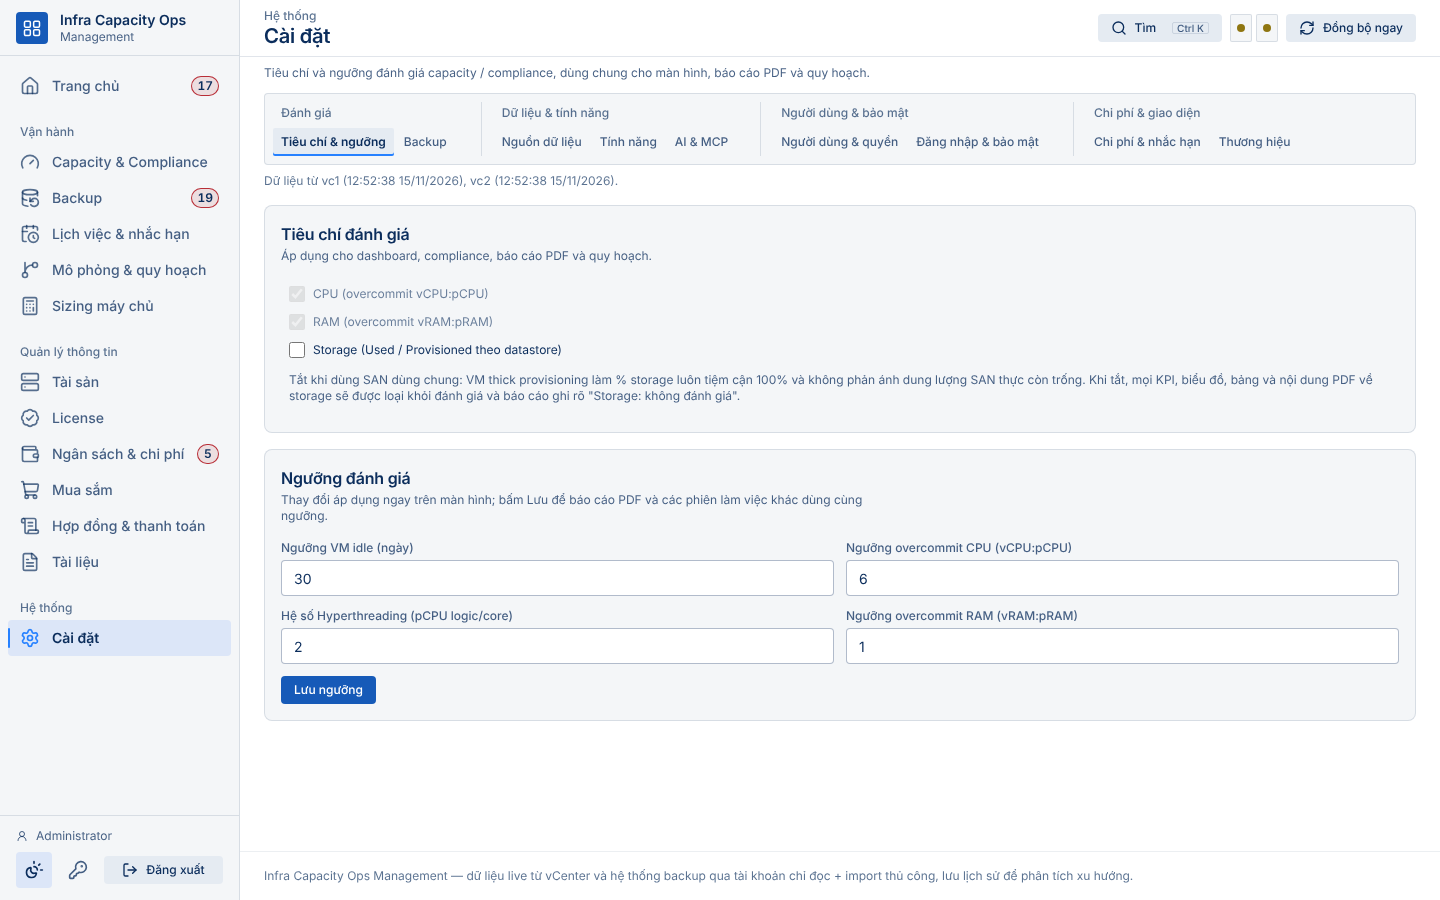 Infra Capacity Ops
Management
Trang chủ 17
Vận hành
Capacity & Compliance
Backup 19
Lịch việc & nhắc hạn
Mô phỏng & quy hoạch
Sizing máy chủ
Quản lý thông tin
Tài sản
License
Ngân sách & chi phí 5
Mua sắm
Hợp đồng & thanh toán
Tài liệu
Hệ thống
Cài đặt
Administrator
Đăng xuất
Hệ thống
Cài đặt
Tìm Ctrl K
Đồng bộ ngay
Tiêu chí và ngưỡng đánh giá capacity / compliance, dùng chung cho màn hình, báo cáo PDF và quy hoạch.
Đánh giá
Tiêu chí & ngưỡng Backup
Dữ liệu & tính năng
Nguồn dữ liệu Tính năng AI & MCP
Người dùng & bảo mật
Người dùng & quyền Đăng nhập & bảo mật
Chi phí & giao diện
Chi phí & nhắc hạn Thương hiệu
Dữ liệu từ vc1 (12:52:38 15/11/2026), vc2 (12:52:38 15/11/2026).
Tiêu chí đánh giá
Áp dụng cho dashboard, compliance, báo cáo PDF và quy hoạch.
CPU (overcommit vCPU:pCPU)
RAM (overcommit vRAM:pRAM)
Storage (Used / Provisioned theo datastore)
Tắt khi dùng SAN dùng chung: VM thick provisioning làm % storage luôn tiệm cận 100% và không phản ánh dung lượng SAN thực còn trống. Khi tắt, mọi KPI, biểu đồ, bảng và nội dung PDF về
storage sẽ được loại khỏi đánh giá và báo cáo ghi rõ "Storage: không đánh giá".
Ngưỡng đánh giá
Thay đổi áp dụng ngay trên màn hình; bấm Lưu để báo cáo PDF và các phiên làm việc khác dùng cùng
ngưỡng.
Ngưỡng VM idle (ngày)
30
Ngưỡng overcommit CPU (vCPU:pCPU)
6
Hệ số Hyperthreading (pCPU logic/core)
2
Ngưỡng overcommit RAM (vRAM:pRAM)
1
Lưu ngưỡng
Infra Capacity Ops Management — dữ liệu live từ vCenter và hệ thống backup qua tài khoản chỉ đọc + import thủ công, lưu lịch sử để phân tích xu hướng.